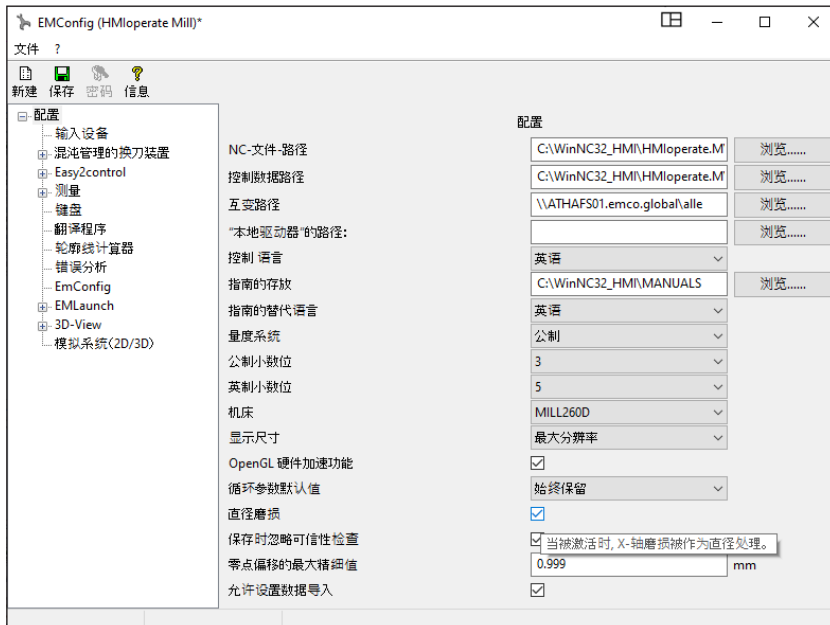 EMConfig (HMIoperate Mill)*
文件 ?
新建 保存 密码 信息
配置
输入设备
混沌管理的换刀装置
Easy2control
测量
键盘
翻译程序
轮廓线计算器
错误分析
EmConfig
EMLaunch
3D-View
模拟系统(2D/3D)
配置
NC-文件-路径 C:\WinNC32_HMI\HMIoperate.M 浏览......
控制数据路径 C:\WinNC32_HMI\HMIoperate.M 浏览......
互变路径 \\ATHAFS01.emco.global\alle 浏览......
"本地驱动器"的路径: 浏览......
控制 语言 英语
指南的存放 C:\WinNC32_HMI\MANUALS 浏览......
指南的替代语言 英语
量度系统 公制
公制小数位 3
英制小数位 5
机床 MILL260D
显示尺寸 最大分辨率
OpenGL 硬件加速功能
循环参数默认值 始终保留
直径磨损
保存时忽略可信性检查
当被激活时, X-轴磨损被作为直径处理。
零点偏移的最大精细值 0.999 mm
允许设置数据导入